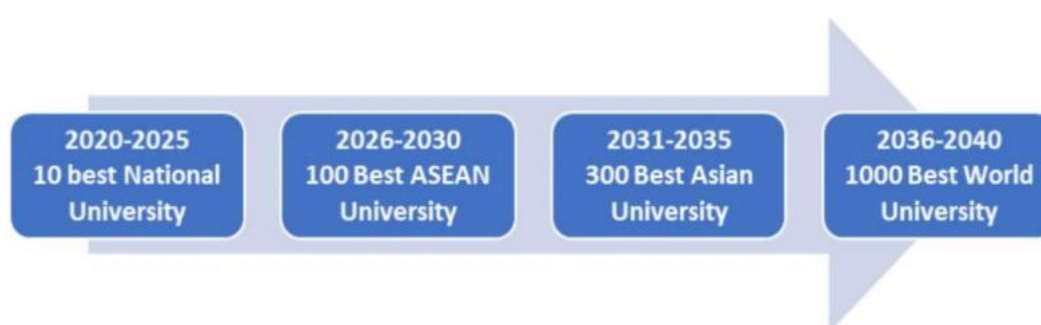 2020-2025
10 best National
University
2026-2030
100 Best ASEAN
University
2031-2035
300 Best Asian
University
2036-2040
1000 Best World
University